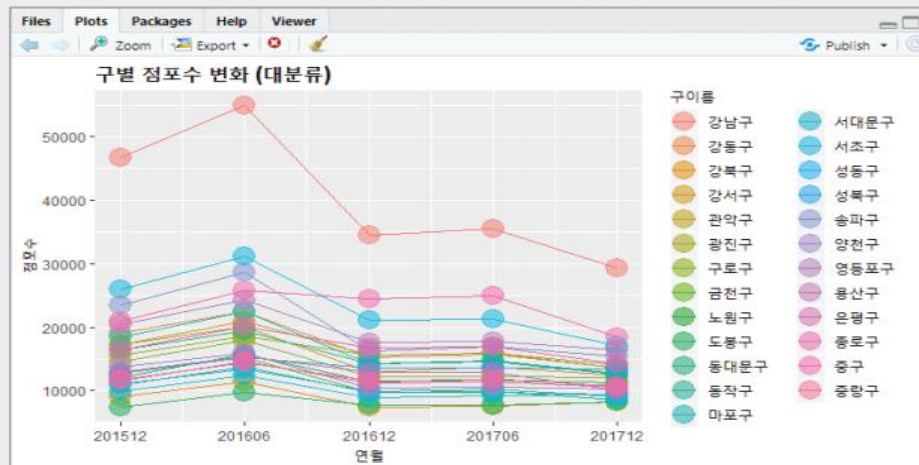 Files Plots Packages Help Viewer
Zoom Export Publish
구별 점포수 변화 (대분류)
점포수
50000
40000
30000
20000
10000
201512 201606 201612 201706 201712
연월
구이름
강남구 서대문구
강동구 서초구
강북구 성동구
강서구 성북구
관악구 송파구
광진구 양천구
구로구 영등포구
금천구 용산구
노원구 은평구
도봉구 종로구
동대문구 중구
동작구 중랑구
마포구